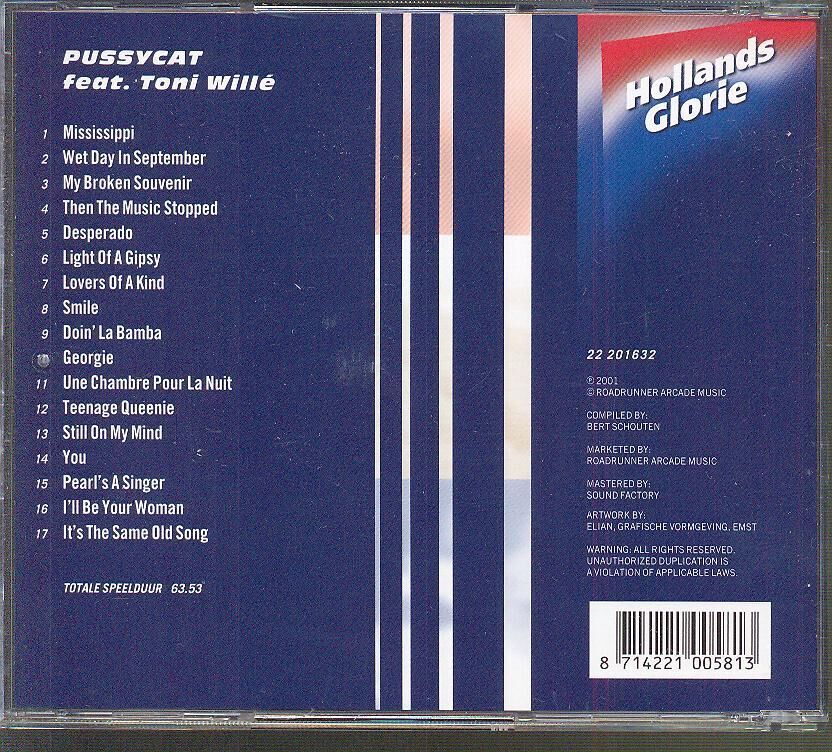 PUSSYCAT
feat. Toni Willé
1 Mississippi
2 Wet Day In September
3 My Broken Souvenir
4 Then The Music Stopped
5 Desperado
6 Light Of A Gipsy
7 Lovers Of A Kind
8 Smile
9 Doin' La Bamba
Georgie
11 Une Chambre Pour La Nuit
12 Teenage Queenie
13 Still On My Mind
14 You
15 Pearl's A Singer
16 I'll Be Your Woman
17 It's The Same Old Song
TOTALE SPEELDUUR 63.53
Hollands
Glorie
22 201632
℗ 2001
© ROADRUNNER ARCADE MUSIC
COMPILED BY:
BERT SCHOUTEN
MARKETED BY:
ROADRUNNER ARCADE MUSIC
MASTERED BY:
SOUND FACTORY
ARTWORK BY:
ELIAN, GRAFISCHE VORMGEVING, EMST
WARNING: ALL RIGHTS RESERVED.
UNAUTHORIZED DUPLICATION IS
A VIOLATION OF APPLICABLE LAWS.
8 714221 005813